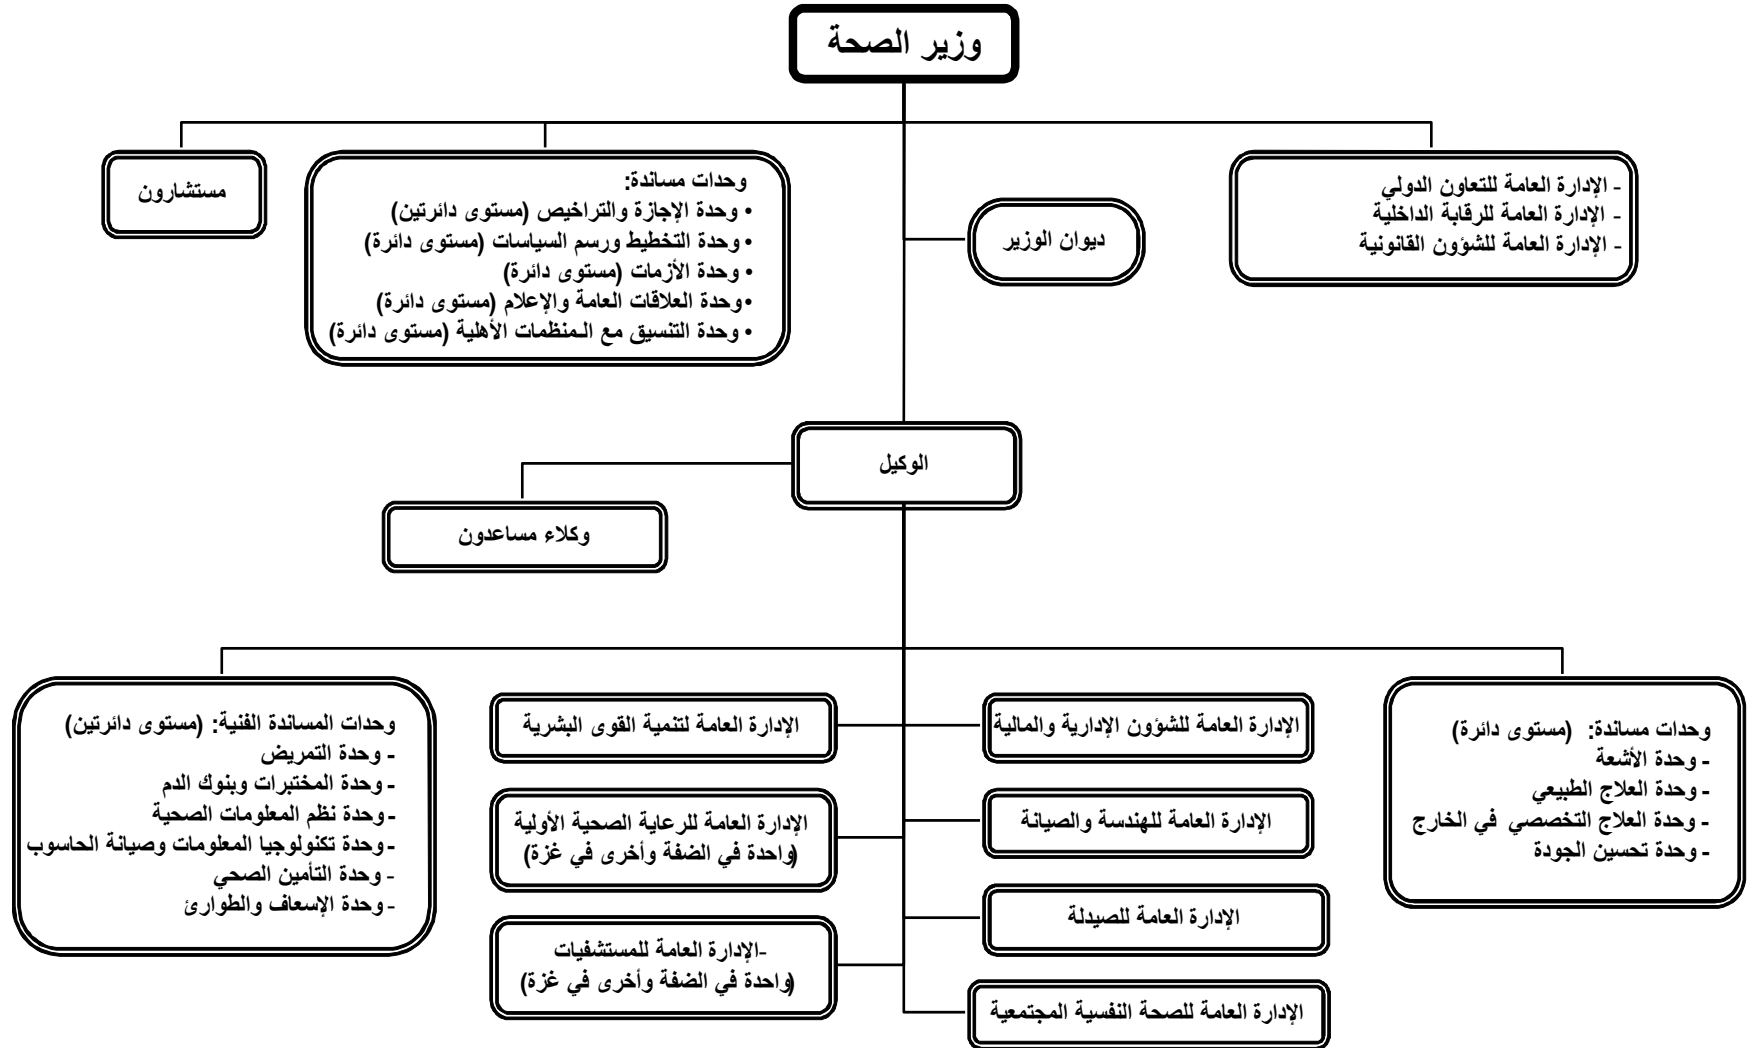 وزير الصحة
- الإدارة العامة للتعاون الدولي
- الإدارة العامة للرقابة الداخلية
- الإدارة العامة للشؤون القانونية
ديوان الوزير
وحدات مساندة:
• وحدة الإجازة والتراخيص (مستوى دائرتين)
• وحدة التخطيط ورسم السياسات (مستوى دائرة)
• وحدة الأزمات (مستوى دائرة)
• وحدة العلاقات العامة والإعلام (مستوى دائرة)
• وحدة التنسيق مع المنظمات الأهلية (مستوى دائرة)
مستشارون
الوكيل
وكلاء مساعدون
وحدات مساندة: (مستوى دائرة)
- وحدة الأشعة
- وحدة العلاج الطبيعي
- وحدة العلاج التخصصي في الخارج
- وحدة تحسين الجودة
الإدارة العامة للشؤون الإدارية والمالية
الإدارة العامة للهندسة والصيانة
الإدارة العامة للصيدلة
الإدارة العامة للصحة النفسية المجتمعية
الإدارة العامة لتنمية القوى البشرية
الإدارة العامة للرعاية الصحية الأولية
(واحدة في الضفة وأخرى في غزة)
-الإدارة العامة للمستشفيات
(واحدة في الضفة وأخرى في غزة)
وحدات المساندة الفنية: (مستوى دائرتين)
- وحدة التمريض
- وحدة المختبرات وبنوك الدم
- وحدة نظم المعلومات الصحية
- وحدة تكنولوجيا المعلومات وصيانة الحاسوب
- وحدة التأمين الصحي
- وحدة الإسعاف والطوارئ